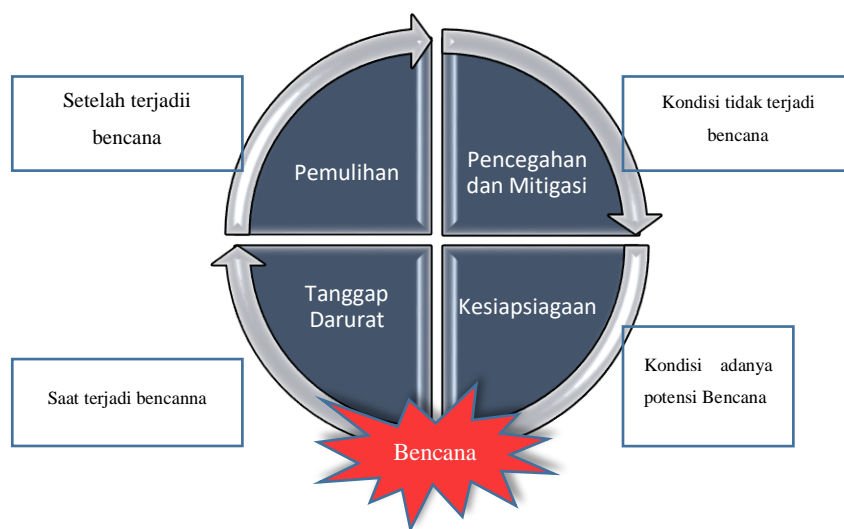 Setelah terjadii
bencana
Pemulihan
Pencegahan
dan Mitigasi
Kondisi tidak terjadi
bencana
Saat terjadi bencanna
Tanggap
Darurat
Kesiapsiagaan
Kondisi adanya
potensi Bencana
Bencana